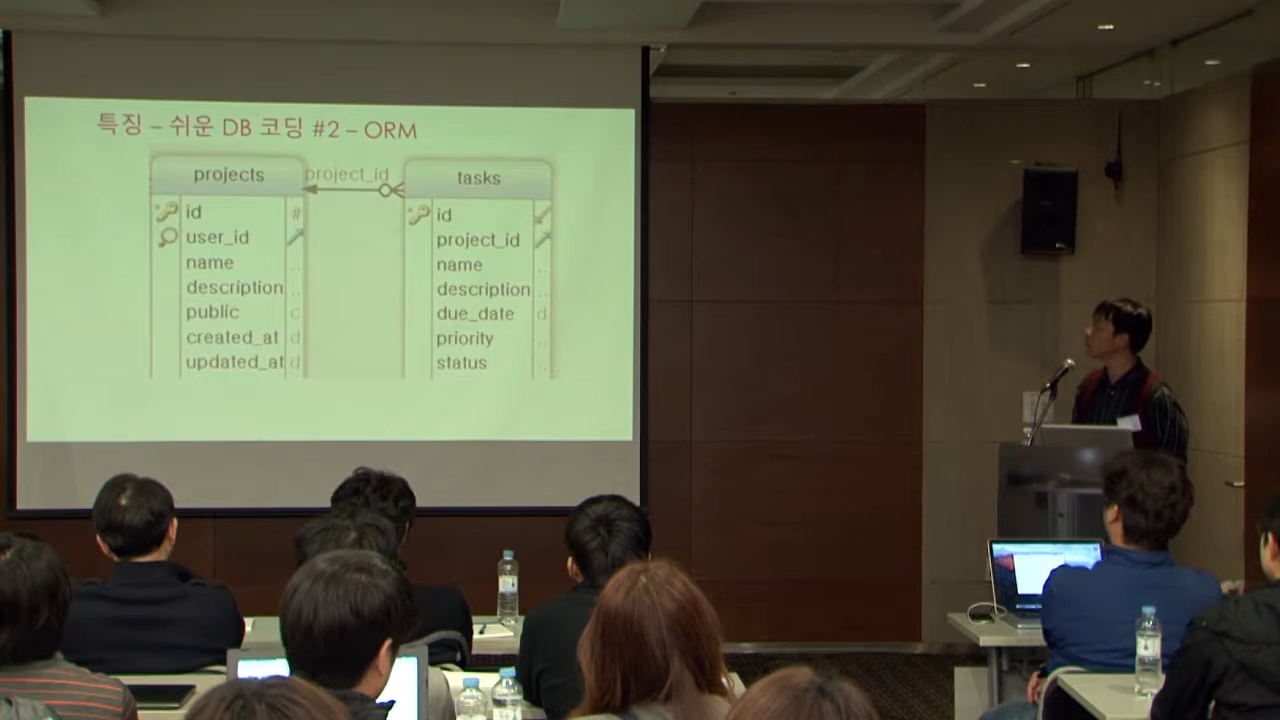 특징 – 쉬운 DB 코딩 #2 – ORM
projects
project_id
tasks
id
#
user_id
name
description
public
c
created_at
d
updated_at
d
id
project_id
name
description
due_date
d
priority
status